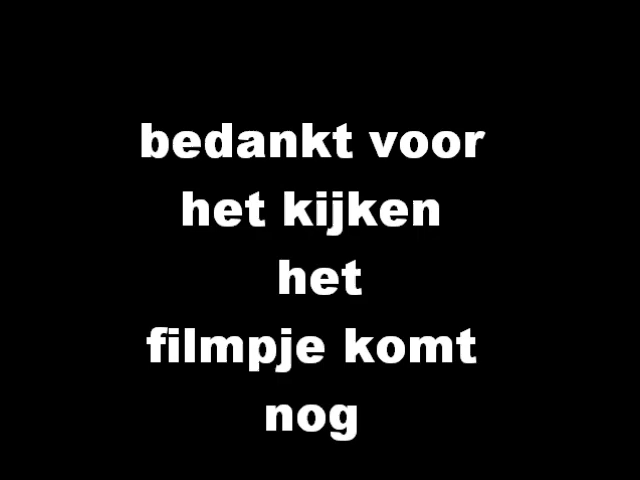 bedankt voor
het kijken
het
filmpje komt
nog